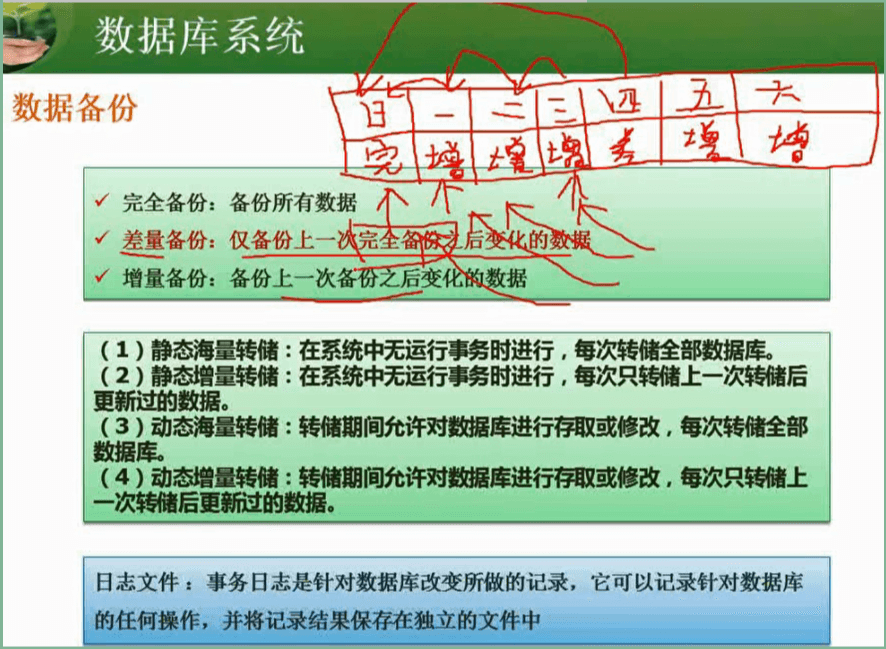 数据库系统
数据备份
日 一 二 三 四 五 六
完 增 增 增 差 增 增
✓ 完全备份：备份所有数据
✓ 差量备份：仅备份上一次完全备份之后变化的数据
✓ 增量备份：备份上一次备份之后变化的数据
（1）静态海量转储：在系统中无运行事务时进行，每次转储全部数据库。
（2）静态增量转储：在系统中无运行事务时进行，每次只转储上一次转储后
更新过的数据。
（3）动态海量转储：转储期间允许对数据库进行存取或修改，每次转储全部
数据库。
（4）动态增量转储：转储期间允许对数据库进行存取或修改，每次只转储上
一次转储后更新过的数据。
日志文件：事务日志是针对数据库改变所做的记录，它可以记录针对数据库
的任何操作，并将记录结果保存在独立的文件中